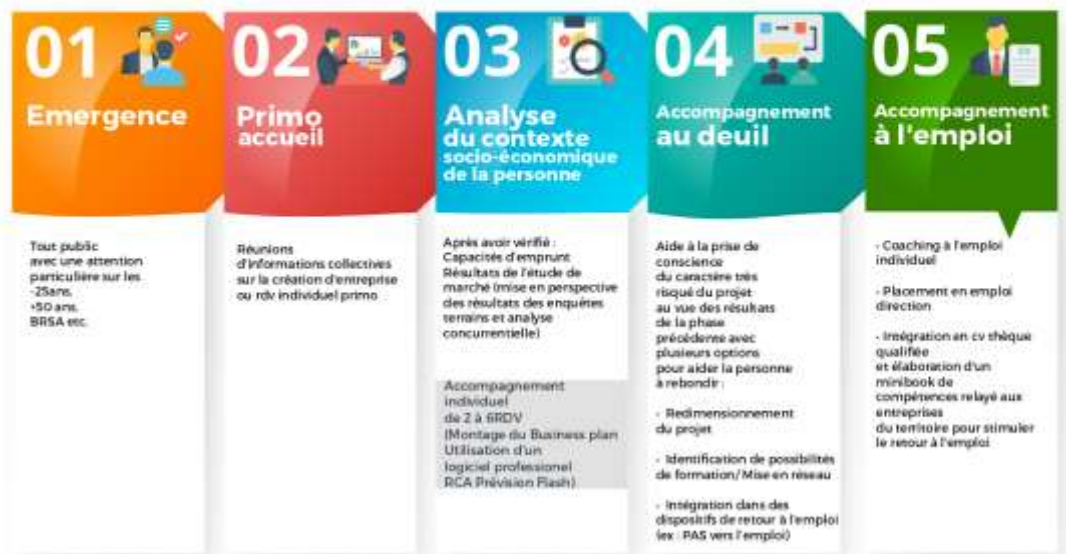 01
Emergence
Tout public
avec une attention
particulière sur les
-25ans,
+50 ans,
BRSA etc.
02
Primo
accueil
Réunions
d'informations collectives
sur la création d'entreprise
ou rdv individuel primo
03
Analyse
du contexte
socio-économique
de la personne
Après avoir vérifié :
Capacités d'emprunt
Résultats de l'étude de
marché (mise en perspective
des résultats des enquêtes
terrains et analyse
concurrentielle)
Accompagnement
individuel
de 2 à 6RDV
(Montage du Business plan
Utilisation d'un
logiciel professionel
RCA Prévision Flash)
04
Accompagnement
au deuil
Aide à la prise de
conscience
du caractère très
risqué du projet
au vue des résultats
de la phase
précédente avec
plusieurs options
pour aider la personne
à rebondir :
- Redimensionnement
du projet
- Identification de possibilités
de formation/ Mise en réseau
- Intégration dans des
dispositifs de retour à l'emploi
(ex : PAS vers l'emploi)
05
Accompagnement
à l'emploi
- Coaching à l'emploi
individuel
- Placement en emploi
direction
- Intégration en cv thèque
qualifiée
et élaboration d'un
minibook de
compétences relayé aux
entreprises
du territoire pour stimuler
le retour à l'emploi